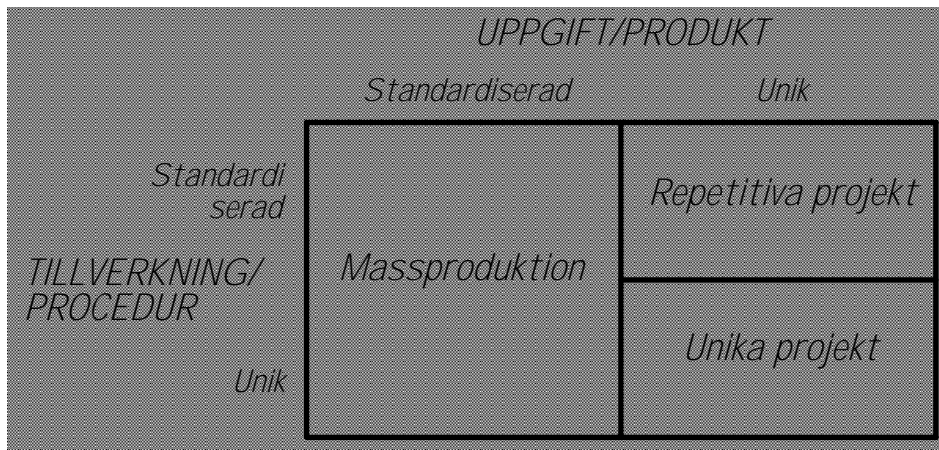 UPPGIFT/PRODUKT
Standardiserad Unik
Standardi
serad
Repetitiva projekt
TILLVERKNING/
PROCEDUR
Massproduktion
Unika projekt
Unik